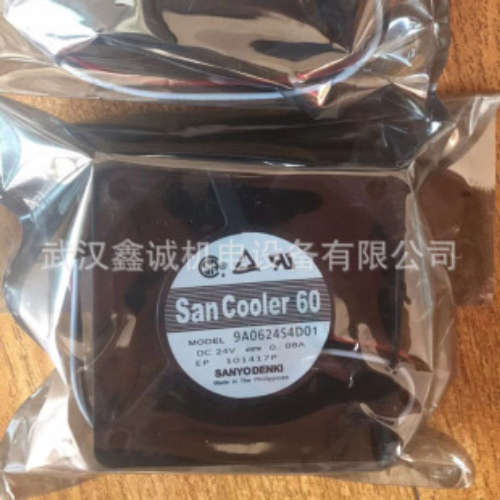 武汉鑫诚机电设备有限公司
San Cooler 60
MODEL 9A0624S4D01
DC 24V 0.08A
EP 101417P
SANYODENKI
Made in The Philippines